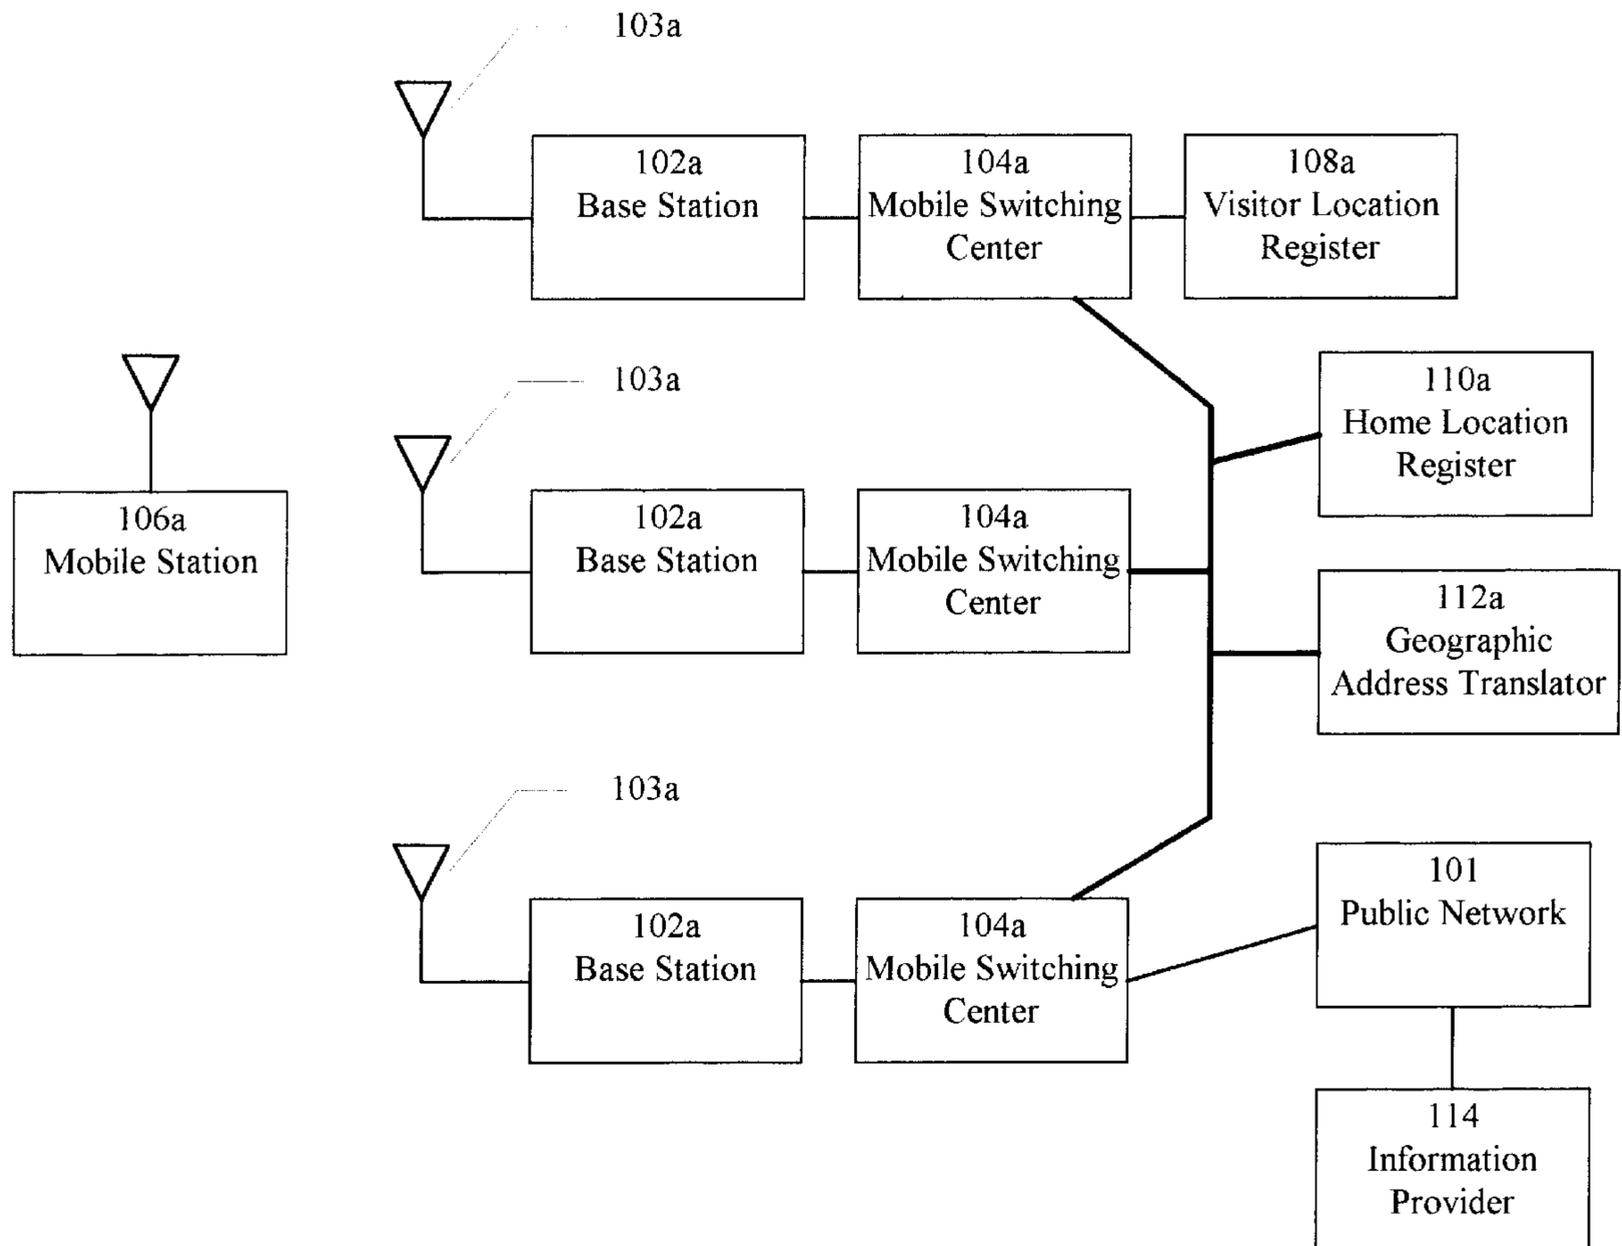 103a
102a
Base Station
104a
Mobile Switching
Center
108a
Visitor Location
Register
103a
110a
Home Location
Register
106a
Mobile Station
102a
Base Station
104a
Mobile Switching
Center
112a
Geographic
Address Translator
103a
102a
Base Station
104a
Mobile Switching
Center
101
Public Network
114
Information
Provider